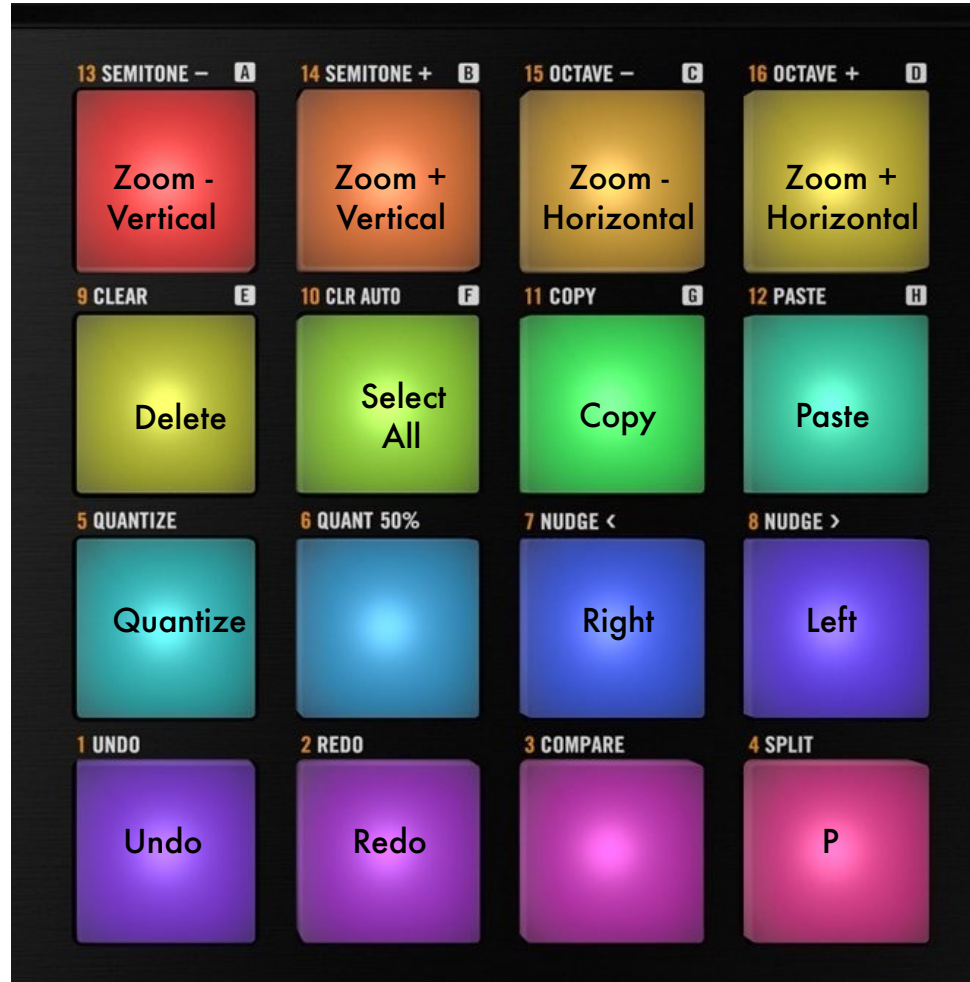 13 SEMITONE – A 14 SEMITONE + B 15 OCTAVE – C 16 OCTAVE + D
Zoom - Zoom + Zoom - Zoom +
Vertical Vertical Horizontal Horizontal
9 CLEAR E 10 CLR AUTO F 11 COPY G 12 PASTE H
Delete Select All Copy Paste
5 QUANTIZE 6 QUANT 50% 7 NUDGE < 8 NUDGE >
Quantize Right Left
1 UNDO 2 REDO 3 COMPARE 4 SPLIT
Undo Redo P